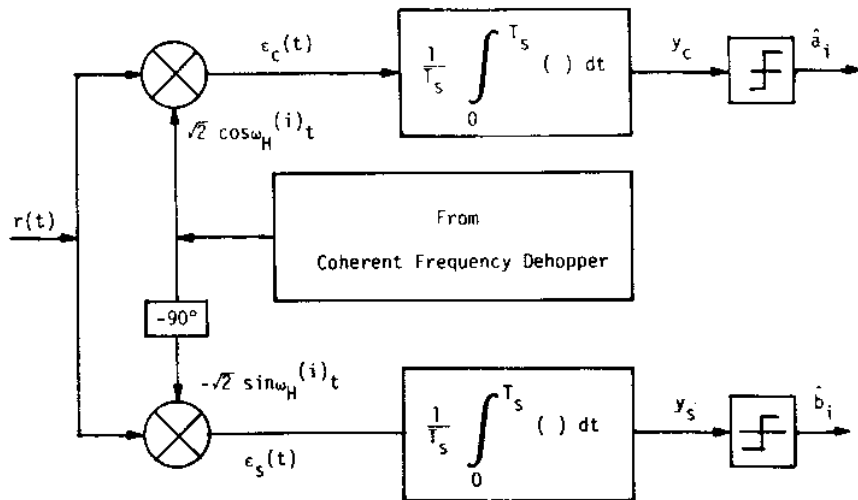 ε_c(t)
1/T_s ∫_0^{T_s} ( ) dt
y_c
â_i
√2 cosω_H^(i)t
r(t)
From
Coherent Frequency Dehopper
-90°
-√2 sinω_H^(i)t
ε_s(t)
1/T_s ∫_0^{T_s} ( ) dt
y_s
b̂_i